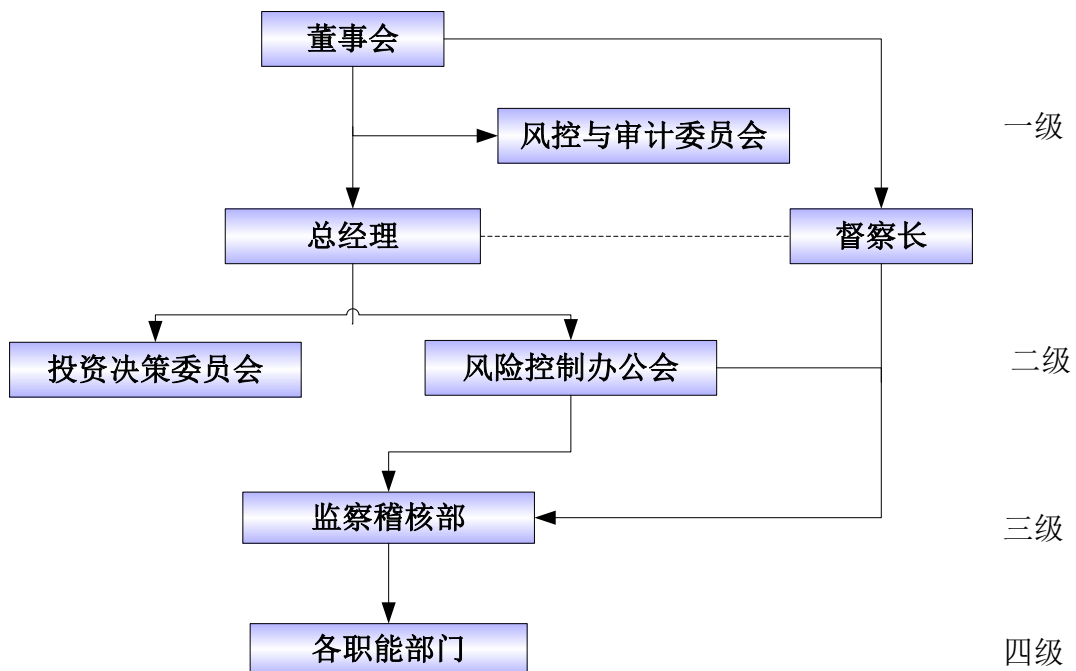 董事会
风控与审计委员会
一级
总经理
督察长
投资决策委员会
风险控制办公会
二级
监察稽核部
三级
各职能部门
四级